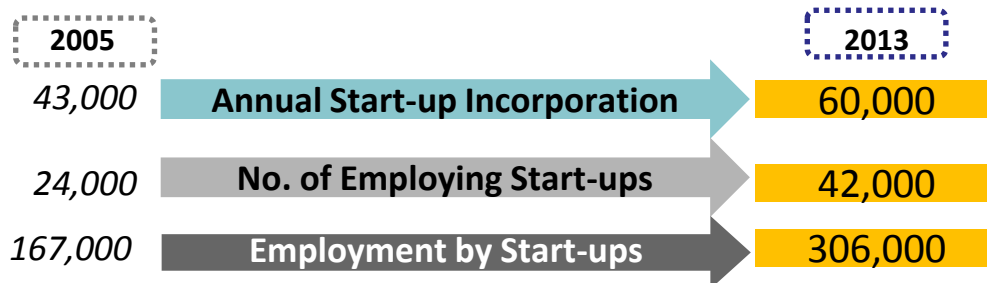 2005
2013
43,000 Annual Start-up Incorporation 60,000
24,000 No. of Employing Start-ups 42,000
167,000 Employment by Start-ups 306,000